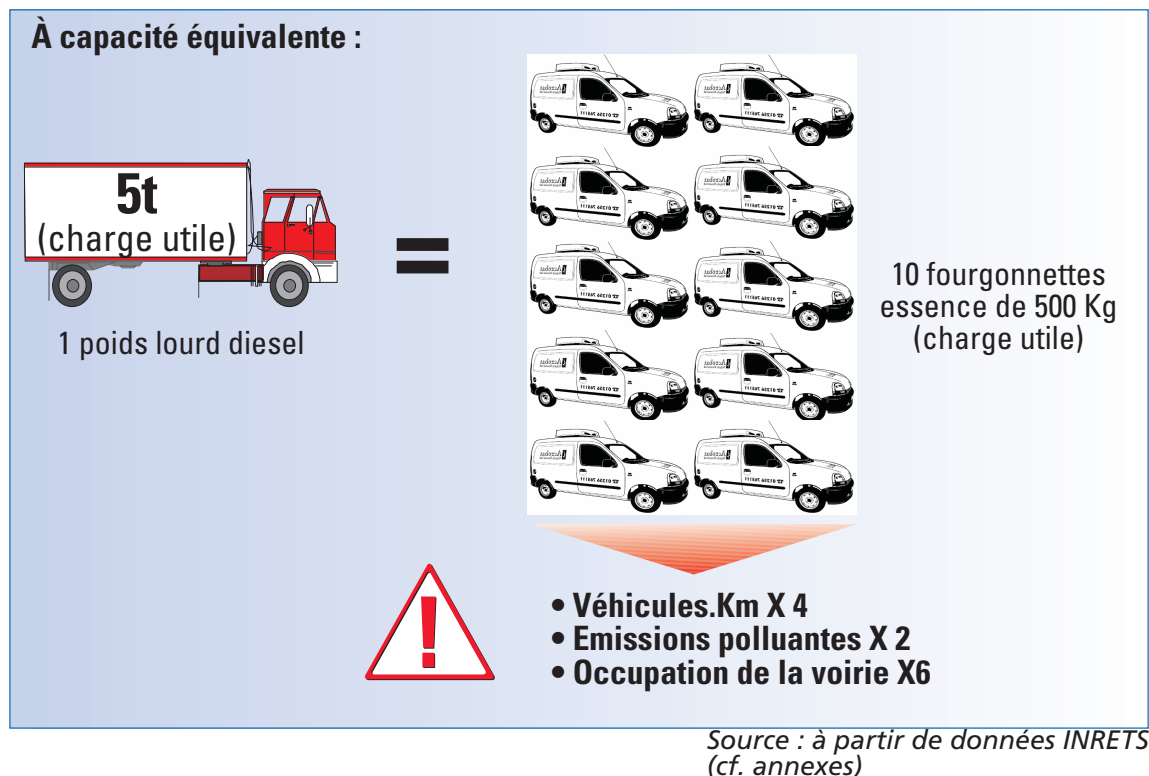 À capacité équivalente :
5t
(charge utile)
1 poids lourd diesel
=
10 fourgonnettes
essence de 500 Kg
(charge utile)
!
• Véhicules.Km X 4
• Emissions polluantes X 2
• Occupation de la voirie X6
Source : à partir de données INRETS
(cf. annexes)